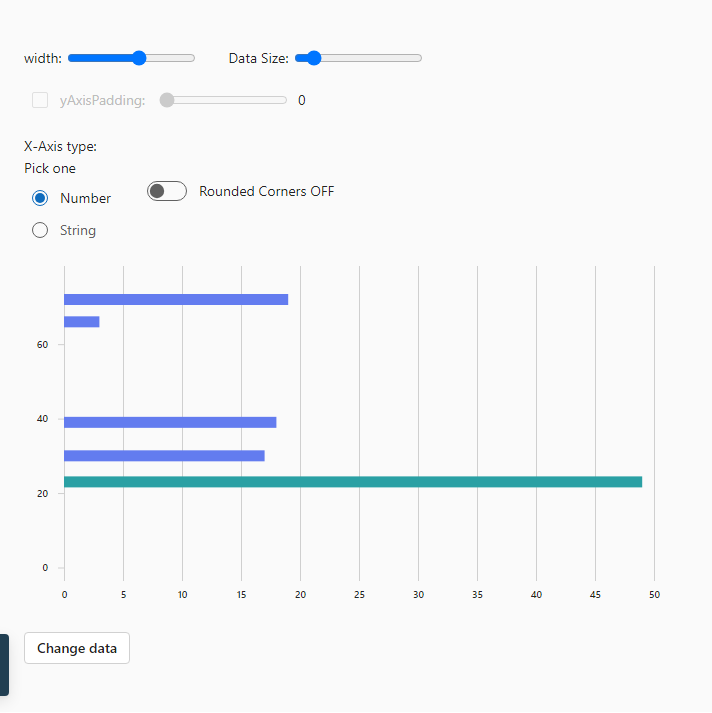 width: Data Size:
yAxisPadding: 0
X-Axis type:
Pick one
Number Rounded Corners OFF
String
60
40
20
0
0 5 10 15 20 25 30 35 40 45 50
Change data